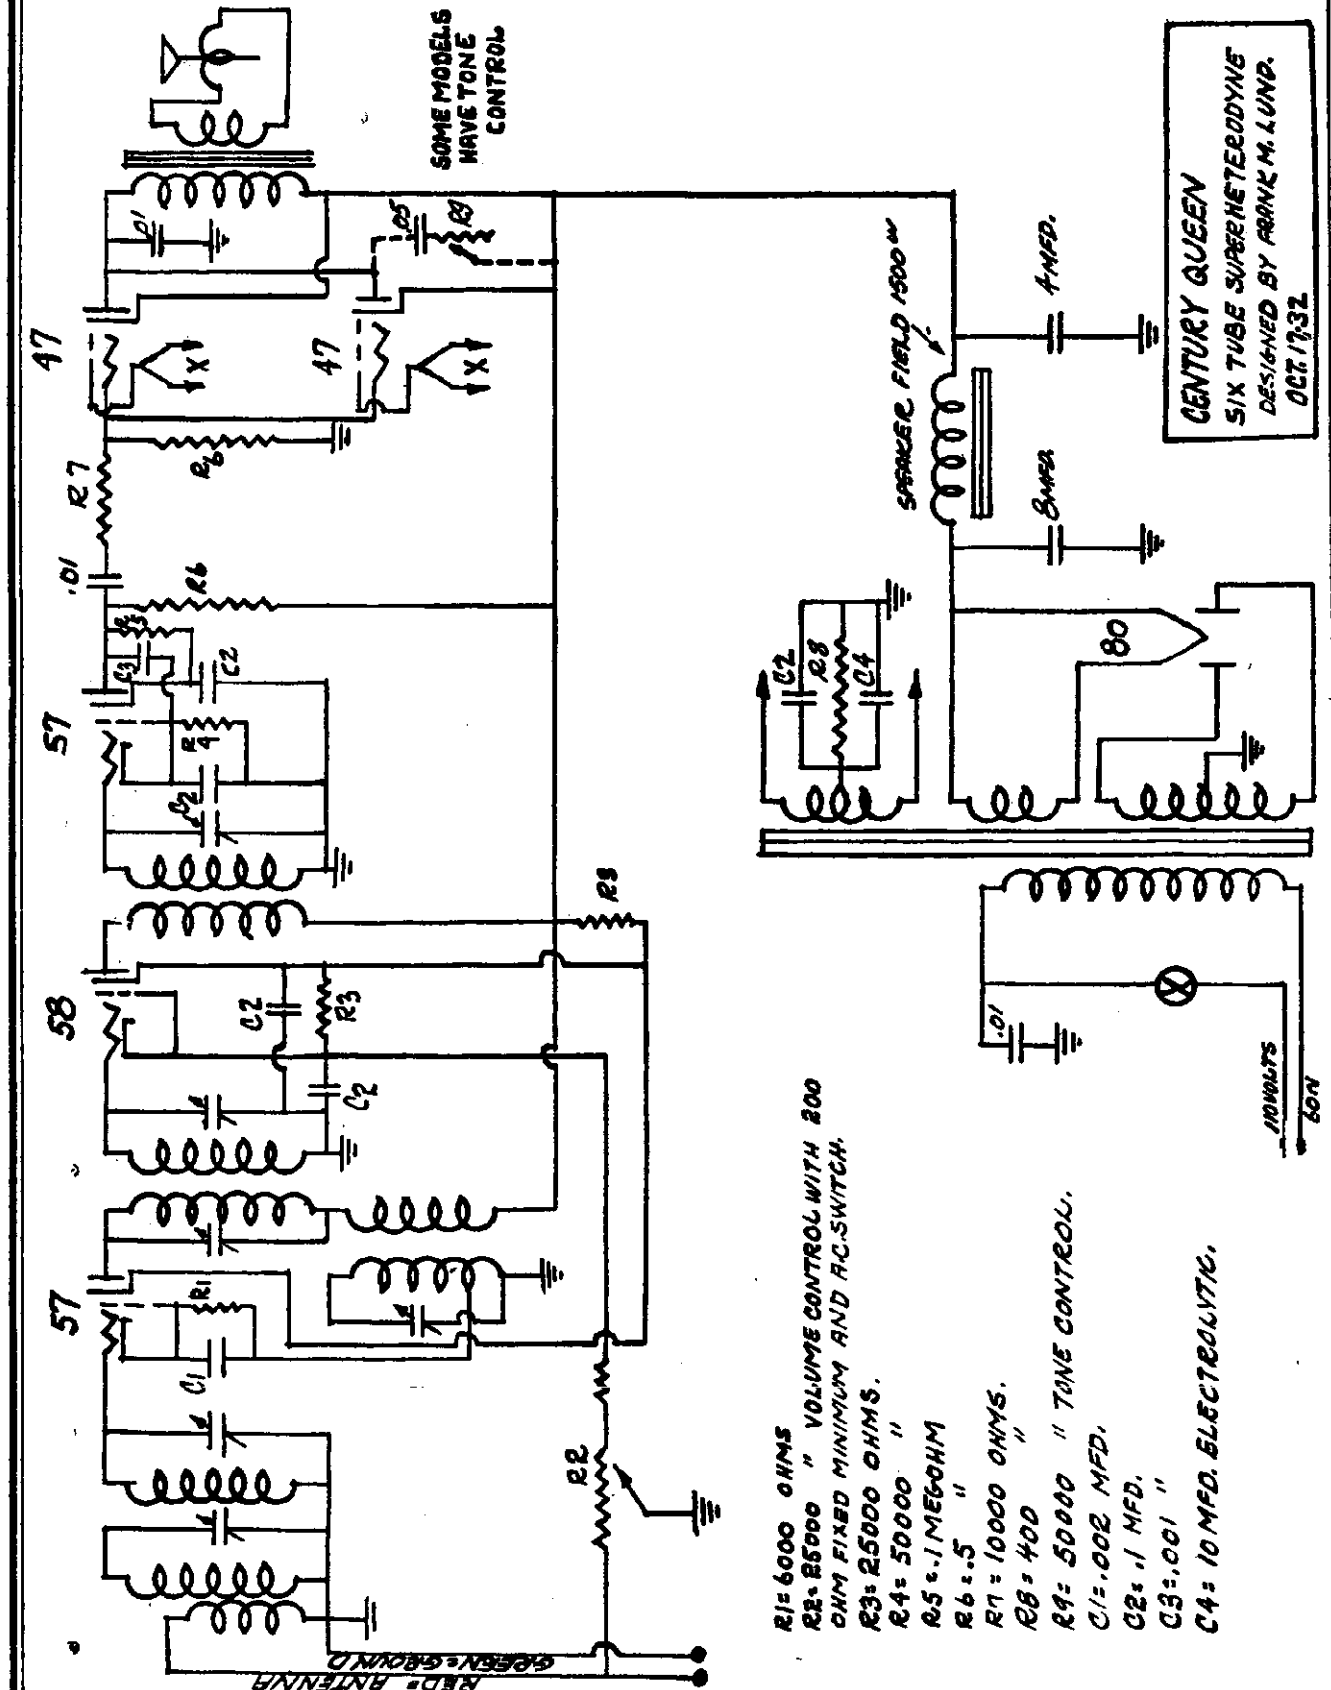 57
58
57
47
47
80
SOME MODELS
HAVE TONE
CONTROL
.01
.05
R9
X
X
R7
R6
.01
R6
R5
C3
C2
R4
C2
C2
R3
C2
R3
R1
C1
R2
RED= ANTENNA
GREEN=GROUND
SPEAKER FIELD 1500 ω
4 MFD.
8 MFD.
C2
R8
C4
.01
110 VOLTS
60N
R1=6000 OHMS
R2=25000 " VOLUME CONTROL WITH 200
OHM FIXED MINIMUM AND A.C. SWITCH.
R3=25000 OHMS.
R4=50000 "
R5=.1 MEGOHM
R6=.5 "
R7=10000 OHMS.
R8=400 "
R9=50000 " TONE CONTROL.
C1=.002 MFD.
C2=.1 MFD.
C3=.001 "
C4=10 MFD. ELECTROLYTIC.
CENTURY QUEEN
SIX TUBE SUPERHETERODYNE
DESIGNED BY FRANK M. LUND.
OCT. 17-32